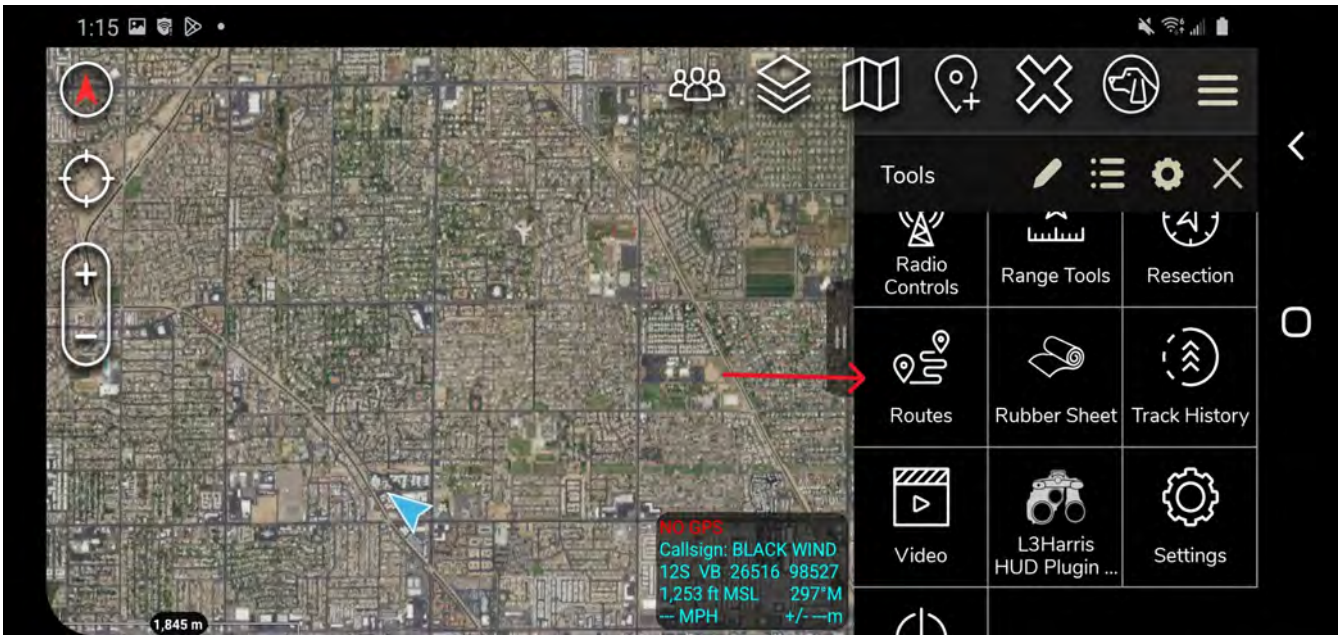 1:15
Tools
Radio
Controls
Range Tools
Resection
Routes
Rubber Sheet
Track History
Video
L3Harris
HUD Plugin ...
Settings
NO GPS
Callsign: BLACK WIND
12S VB 26516 98527
1,253 ft MSL 297°M
--- MPH +/- ---m
1,845 m